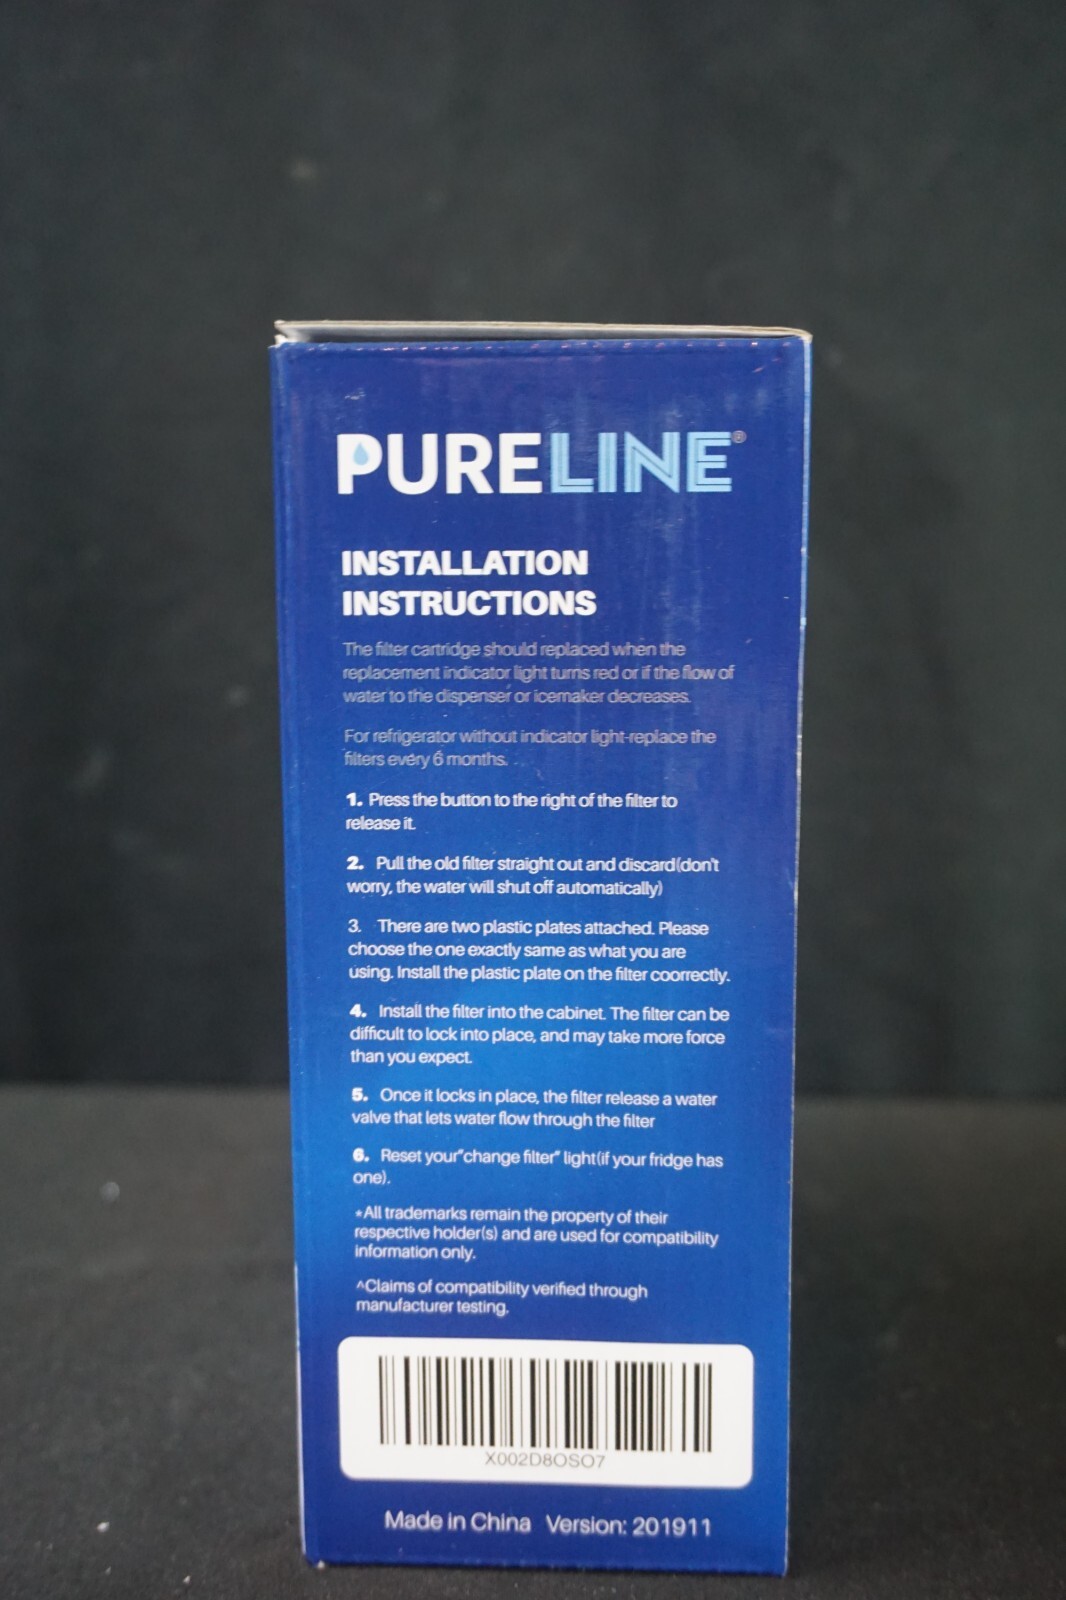 PURELINE®
INSTALLATION
INSTRUCTIONS
The filter cartridge should replaced when the
replacement indicator light turns red or if the flow of
water to the dispenser or icemaker decreases.
For refrigerator without indicator light-replace the
filters every 6 months.
1. Press the button to the right of the filter to
release it.
2. Pull the old filter straight out and discard(don't
worry, the water will shut off automatically)
3. There are two plastic plates attached. Please
choose the one exactly same as what you are
using. Install the plastic plate on the filter coorrectly.
4. Install the filter into the cabinet. The filter can be
difficult to lock into place, and may take more force
than you expect.
5. Once it locks in place, the filter release a water
valve that lets water flow through the filter
6. Reset your"change filter" light(if your fridge has
one).
*All trademarks remain the property of their
respective holder(s) and are used for compatibility
information only.
^Claims of compatibility verified through
manufacturer testing.
X002D8OSO7
Made in China Version: 201911